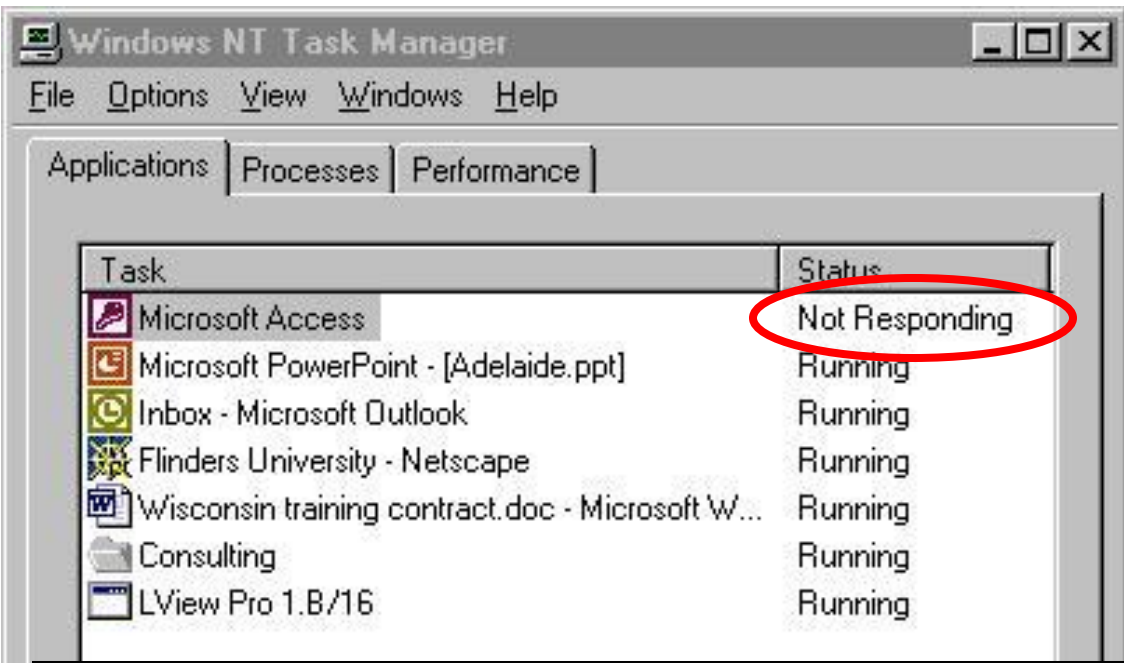 Windows NT Task Manager
File Options View Windows Help
Applications Processes Performance
Task Status
Microsoft Access Not Responding
Microsoft PowerPoint - [Adelaide.ppt] Running
Inbox - Microsoft Outlook Running
Flinders University - Netscape Running
Wisconsin training contract.doc - Microsoft W... Running
Consulting Running
LView Pro 1.B/16 Running